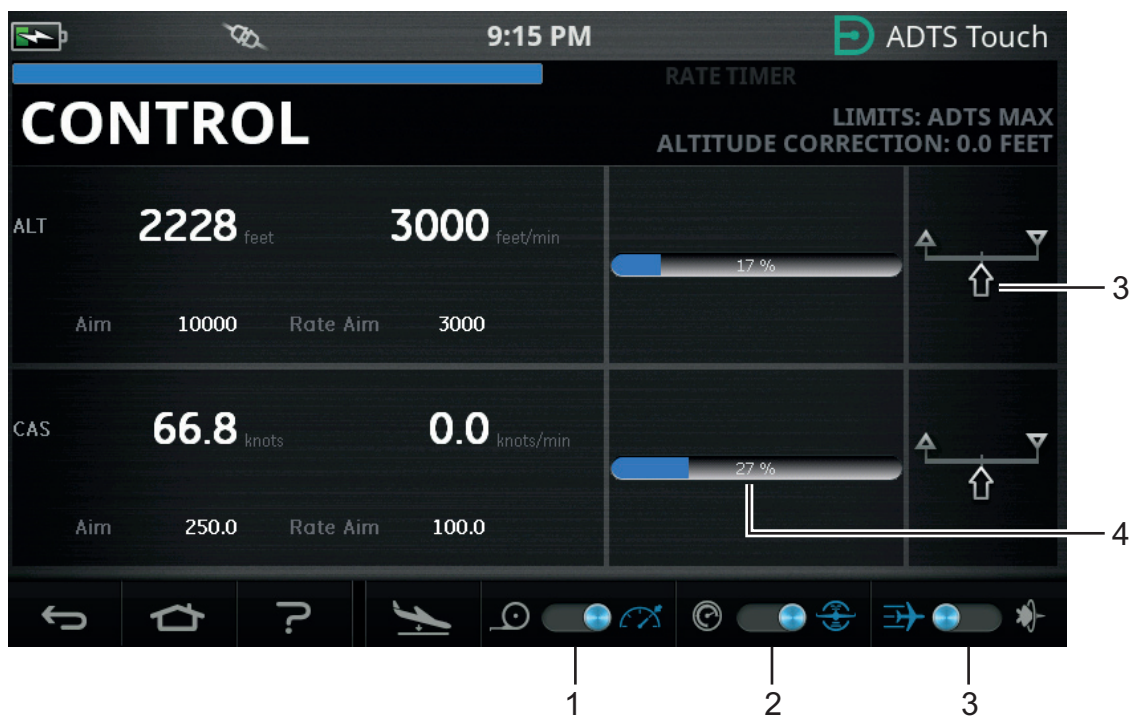 9:15 PM ADTS Touch
RATE TIMER
CONTROL
LIMITS: ADTS MAX
ALTITUDE CORRECTION: 0.0 FEET
ALT 2228 feet 3000 feet/min
17 %
3
Aim 10000 Rate Aim 3000
CAS 66.8 knots 0.0 knots/min
27 %
Aim 250.0 Rate Aim 100.0
4
?
1 2 3